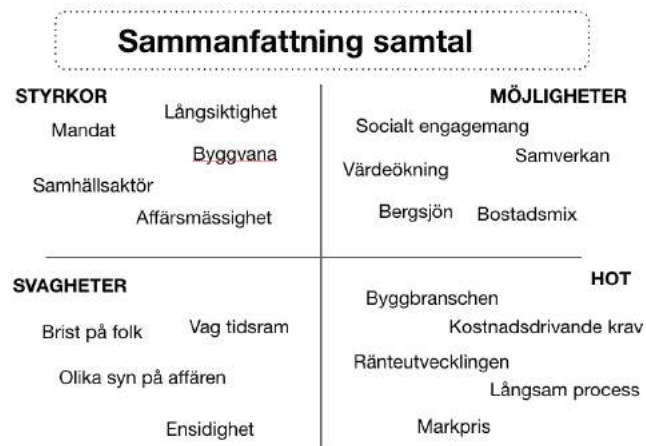 Sammanfattning samtal
STYRKOR
Långsiktighet
Mandat
Byggvana
Samhällsaktör
Affärsmässighet
MÖJLIGHETER
Socialt engagemang
Samverkan
Värdeökning
Bergsjön
Bostadsmix
SVAGHETER
Brist på folk
Vag tidsram
Olika syn på affären
Ensidighet
HOT
Byggbranschen
Kostnadsdrivande krav
Ränteutvecklingen
Långsam process
Markpris